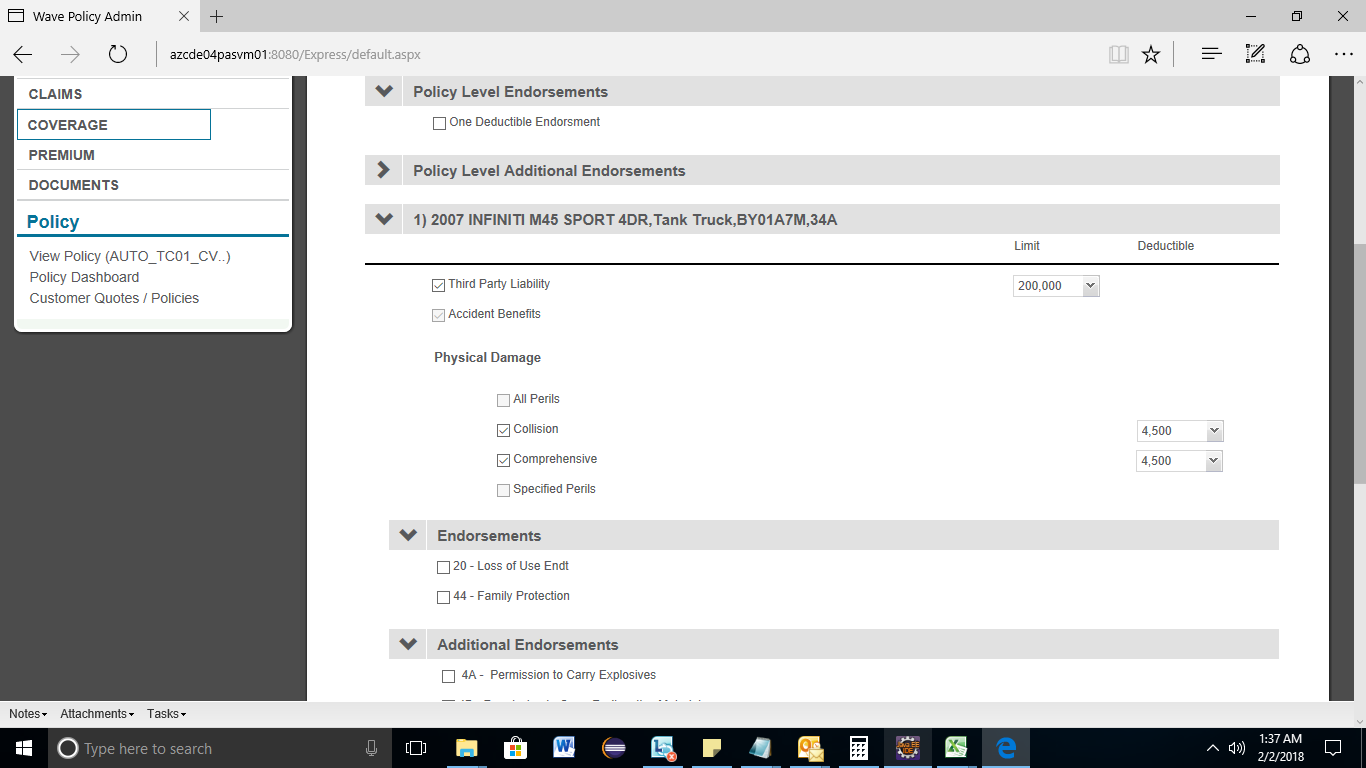 Wave Policy Admin
azcde04pasvm01:8080/Express/default.aspx
CLAIMS
COVERAGE
PREMIUM
DOCUMENTS
Policy
View Policy (AUTO_TC01_CV..)
Policy Dashboard
Customer Quotes / Policies
Policy Level Endorsements
One Deductible Endorsment
Policy Level Additional Endorsements
1) 2007 INFINITI M45 SPORT 4DR,Tank Truck,BY01A7M,34A
Limit Deductible
Third Party Liability 200,000
Accident Benefits
Physical Damage
All Perils
Collision 4,500
Comprehensive 4,500
Specified Perils
Endorsements
20 - Loss of Use Endt
44 - Family Protection
Additional Endorsements
4A - Permission to Carry Explosives
Notes Attachments Tasks
Type here to search
1:37 AM
2/2/2018